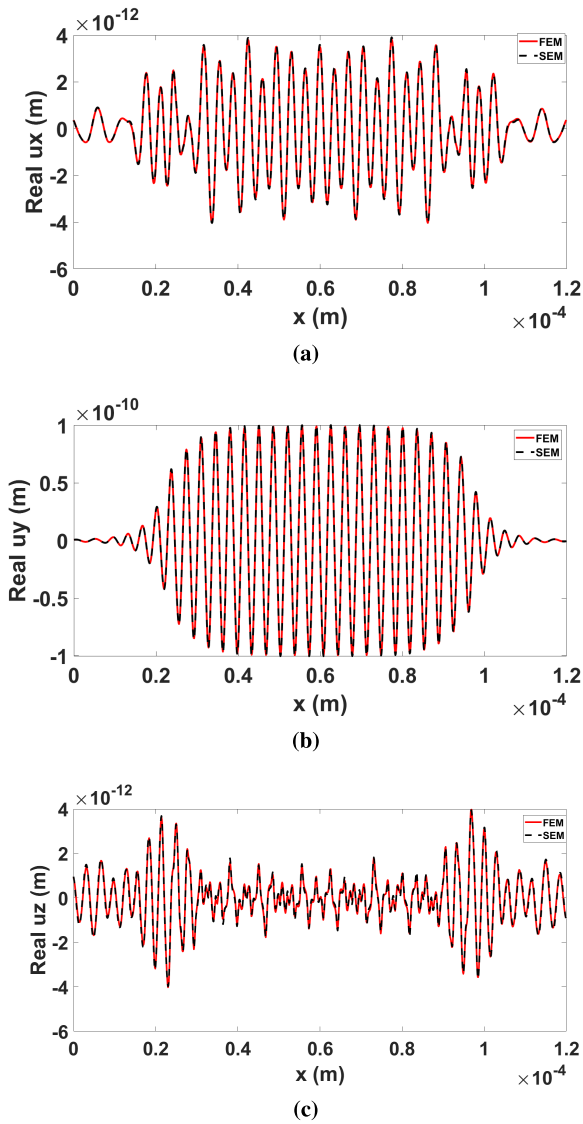 ×10⁻¹²
4
2
0
-2
-4
-6
Real ux (m)
FEM
SEM
0 0.2 0.4 0.6 0.8 1 1.2
x (m)
×10⁻⁴
(a)
×10⁻¹⁰
1
0.5
0
-0.5
-1
Real uy (m)
FEM
SEM
0 0.2 0.4 0.6 0.8 1 1.2
x (m)
×10⁻⁴
(b)
×10⁻¹²
4
2
0
-2
-4
-6
Real uz (m)
FEM
SEM
0 0.2 0.4 0.6 0.8 1 1.2
x (m)
×10⁻⁴
(c)